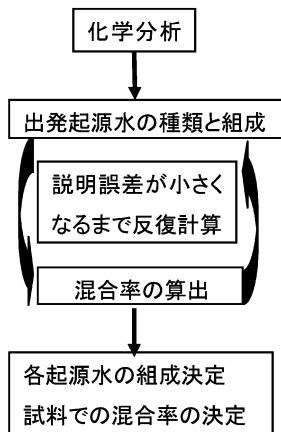 化学分析
出発起源水の種類と組成
説明誤差が小さく
なるまで反復計算
混合率の算出
各起源水の組成決定
試料での混合率の決定